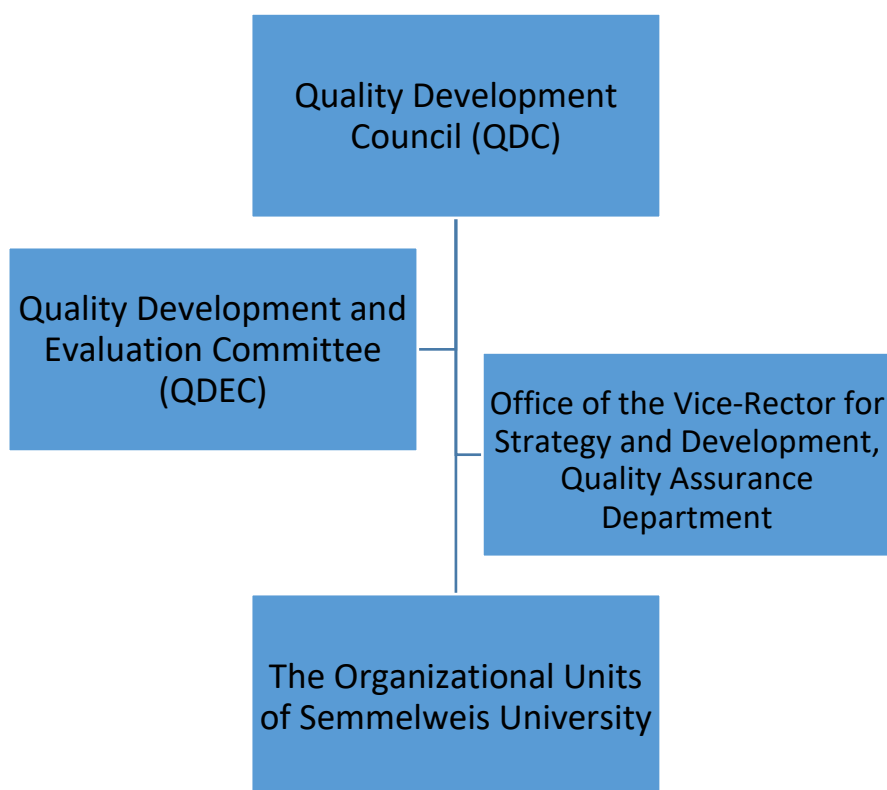 Quality Development
Council (QDC)
Quality Development and
Evaluation Committee
(QDEC)
Office of the Vice-Rector for
Strategy and Development,
Quality Assurance
Department
The Organizational Units
of Semmelweis University